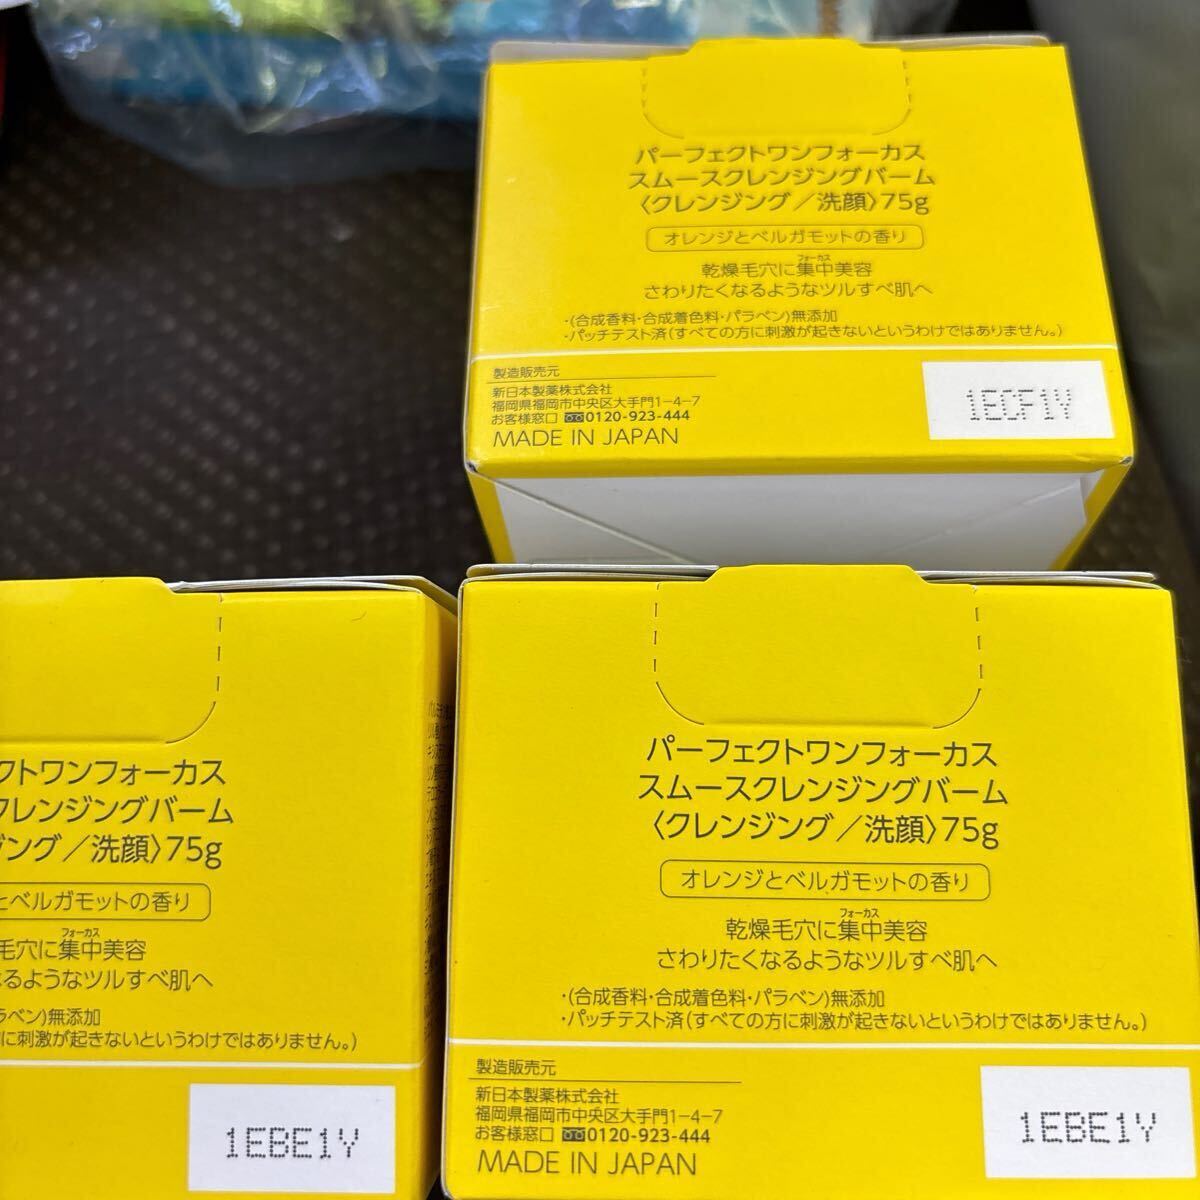 パーフェクトワンフォーカス
スムースクレンジングバーム
〈クレンジング／洗顔〉75g
オレンジとベルガモットの香り
フォーカス
乾燥毛穴に集中美容
さわりたくなるようなツルすべ肌へ
・(合成香料・合成着色料・パラベン)無添加
・パッチテスト済(すべての方に刺激が起きないというわけではありません。)
製造販売元
新日本製薬株式会社
福岡県福岡市中央区大手門1-4-7
お客様窓口 0120-923-444
MADE IN JAPAN
1ECF1Y
クトワンフォーカス
クレンジングバーム
ジング／洗顔〉75g
とベルガモットの香り
フォーカス
毛穴に集中美容
なるようなツルすべ肌へ
ラベン)無添加
に刺激が起きないというわけではありません。)
1EBE1Y
パーフェクトワンフォーカス
スムースクレンジングバーム
〈クレンジング／洗顔〉75g
オレンジとベルガモットの香り
フォーカス
乾燥毛穴に集中美容
さわりたくなるようなツルすべ肌へ
・(合成香料・合成着色料・パラベン)無添加
・パッチテスト済(すべての方に刺激が起きないというわけではありません。)
製造販売元
新日本製薬株式会社
福岡県福岡市中央区大手門1-4-7
お客様窓口 0120-923-444
MADE IN JAPAN
1EBE1Y